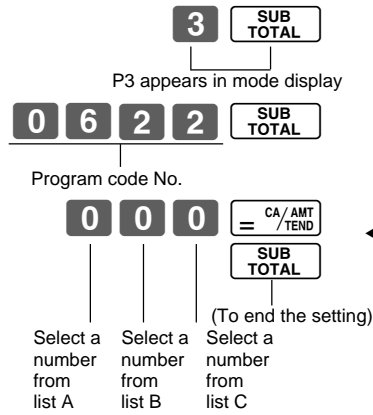 3 SUB TOTAL
P3 appears in mode display
0 6 2 2 SUB TOTAL
Program code No.
0 0 0 = CA/AMT/TEND
SUB TOTAL
(To end the setting)
Select a number from list A
Select a number from list B
Select a number from list C